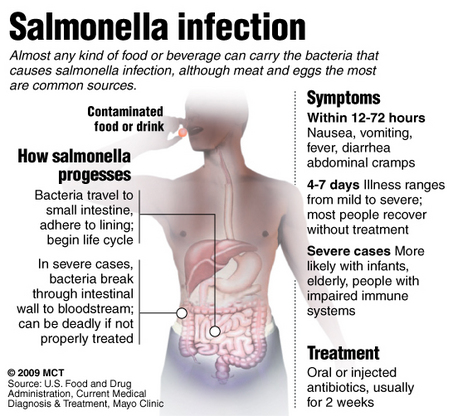 Salmonella infection
Almost any kind of food or beverage can carry the bacteria that
causes salmonella infection, although meat and eggs the most
are common sources.
Contaminated
food or drink
How salmonella
progesses
Bacteria travel to
small intestine,
adhere to lining;
begin life cycle
In severe cases,
bacteria break
through intestinal
wall to bloodstream;
can be deadly if not
properly treated
© 2009 MCT
Source: U.S. Food and Drug
Administration, Current Medical
Diagnosis & Treatment, Mayo Clinic
Symptoms
Within 12-72 hours
Nausea, vomiting,
fever, diarrhea
abdominal cramps
4-7 days Illness ranges
from mild to severe;
most people recover
without treatment
Severe cases More
likely with infants,
elderly, people with
impaired immune
systems
Treatment
Oral or injected
antibiotics, usually
for 2 weeks